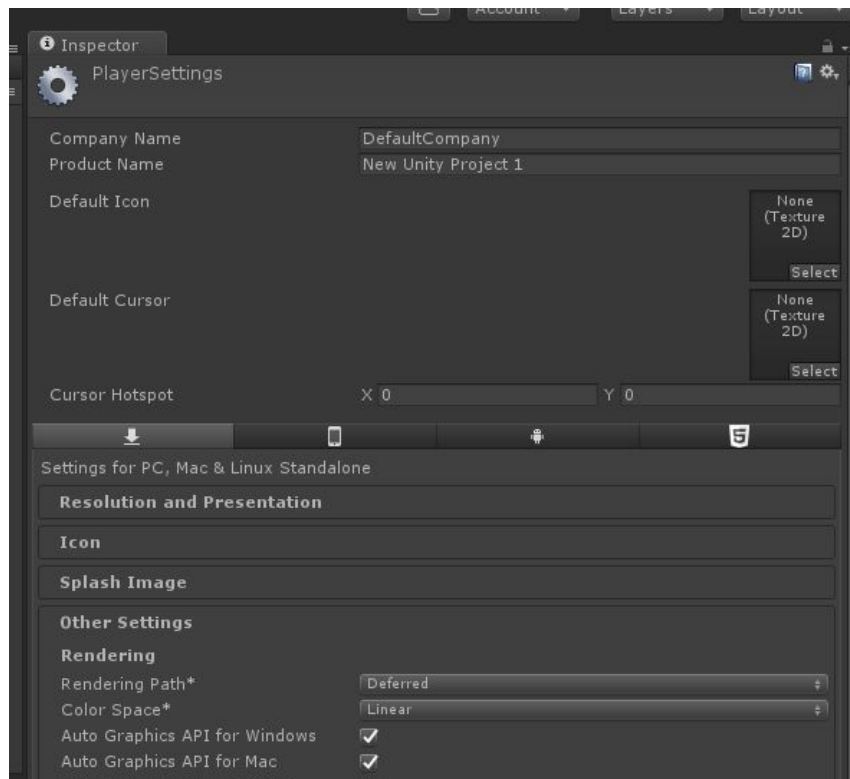 Account Layers Layout
Inspector
PlayerSettings
Company Name DefaultCompany
Product Name New Unity Project 1
Default Icon
None
(Texture
2D)
Select
Default Cursor
None
(Texture
2D)
Select
Cursor Hotspot X 0 Y 0
Settings for PC, Mac & Linux Standalone
Resolution and Presentation
Icon
Splash Image
Other Settings
Rendering
Rendering Path* Deferred
Color Space* Linear
Auto Graphics API for Windows
Auto Graphics API for Mac